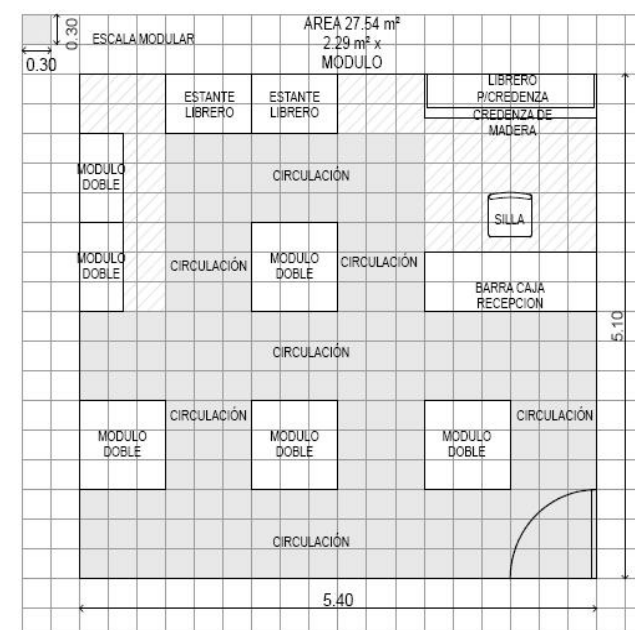 AREA 27.54 m²
2.29 m² x
MODULO
0.30
ESCALA MODULAR
0.30
ESTANTE
LIBRERO
ESTANTE
LIBRERO
LIBRERO
P/CREDENZA
CREDENZA DE
MADERA
MODULO
DOBLE
CIRCULACIÓN
SILLA
MODULO
DOBLE
CIRCULACIÓN
MODULO
DOBLE
CIRCULACIÓN
BARRA CAJA
RECEPCION
5.10
CIRCULACIÓN
CIRCULACIÓN
CIRCULACIÓN
MODULO
DOBLE
MODULO
DOBLE
MODULO
DOBLE
CIRCULACIÓN
5.40